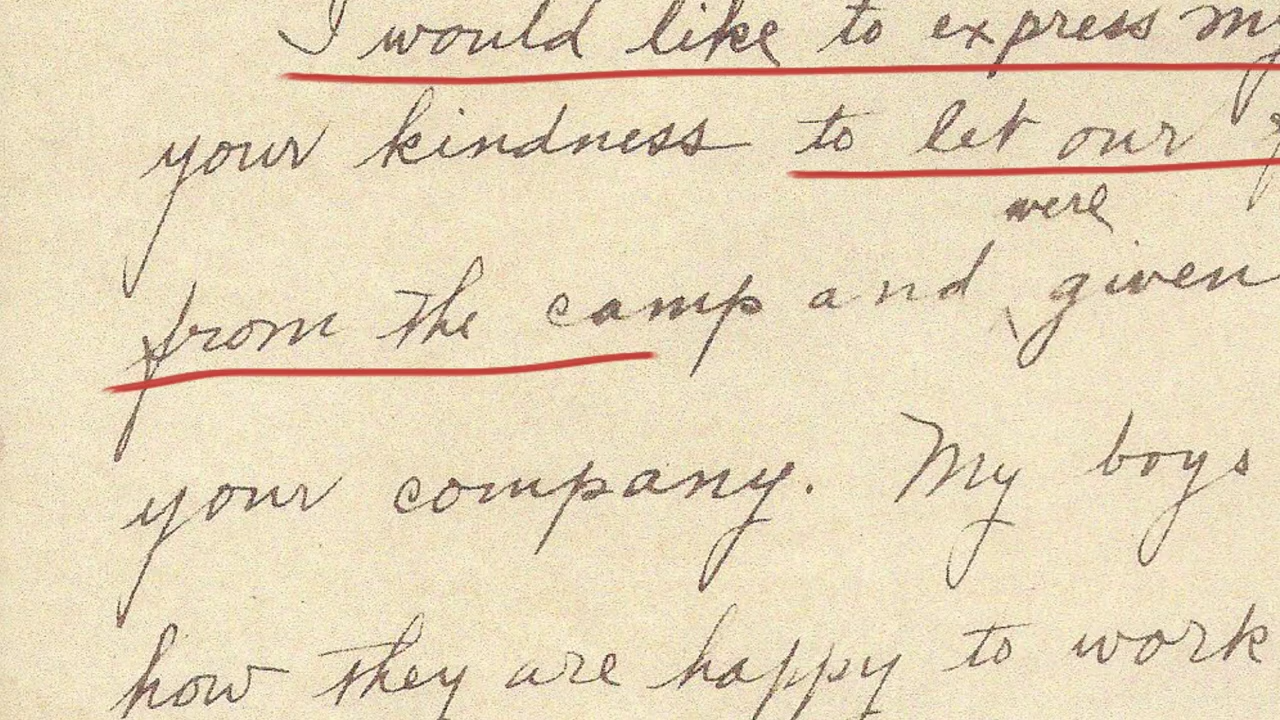 I would like to express my
your kindness to let our
were
from the camp and given
your company. My boys
how they are happy to work